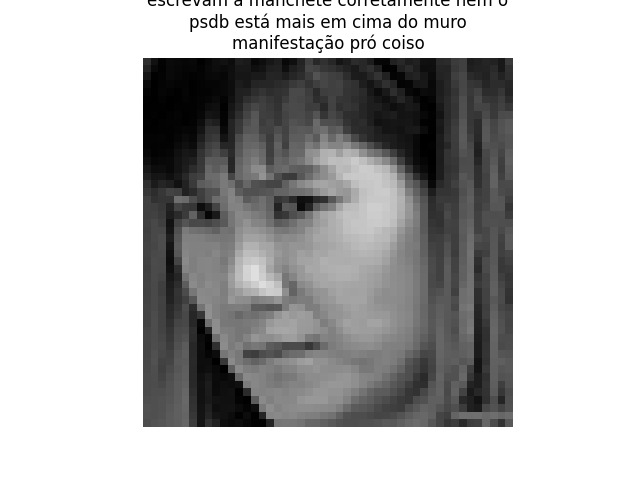 escrevam a manchete corretamente nem o
psdb está mais em cima do muro
manifestação pró coiso